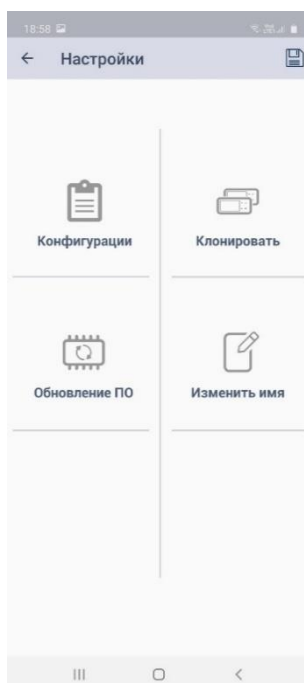 18:58
Настройки
Конфигурации
Клонировать
Обновление ПО
Изменить имя